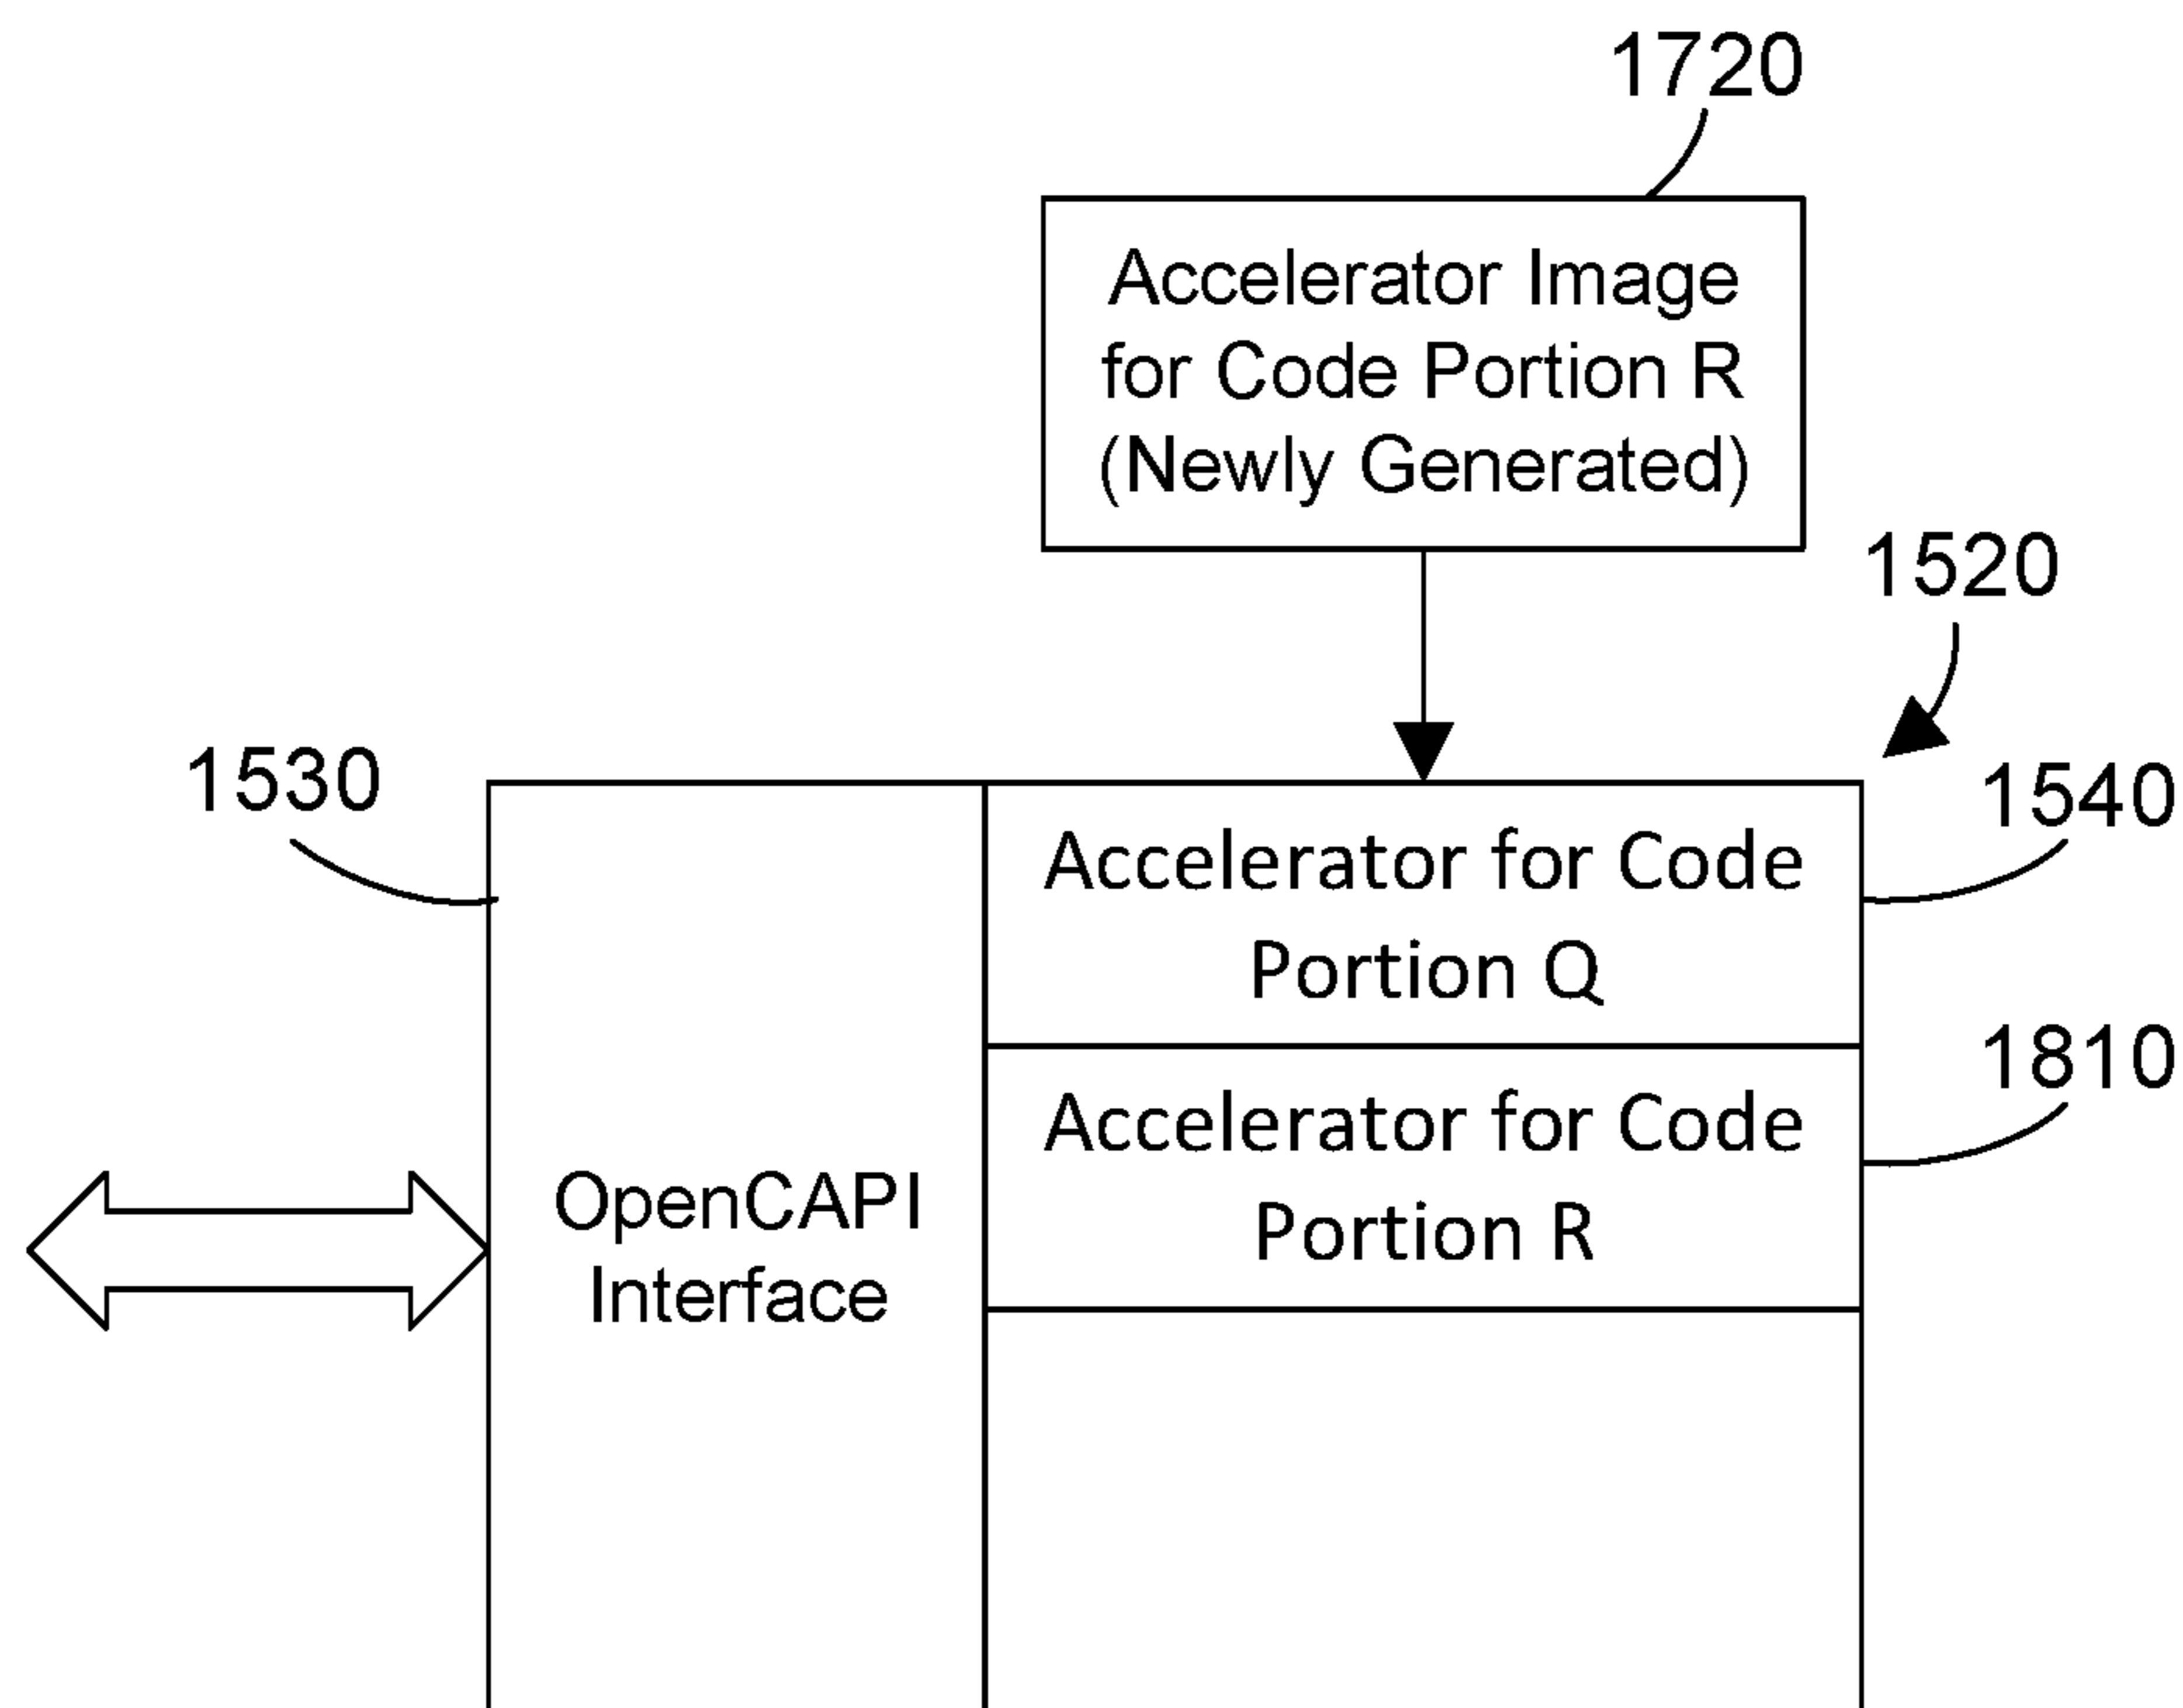 1720
Accelerator Image
for Code Portion R
(Newly Generated)
1520
1530
1540
Accelerator for Code
Portion Q
1810
Accelerator for Code
Portion R
OpenCAPI
Interface